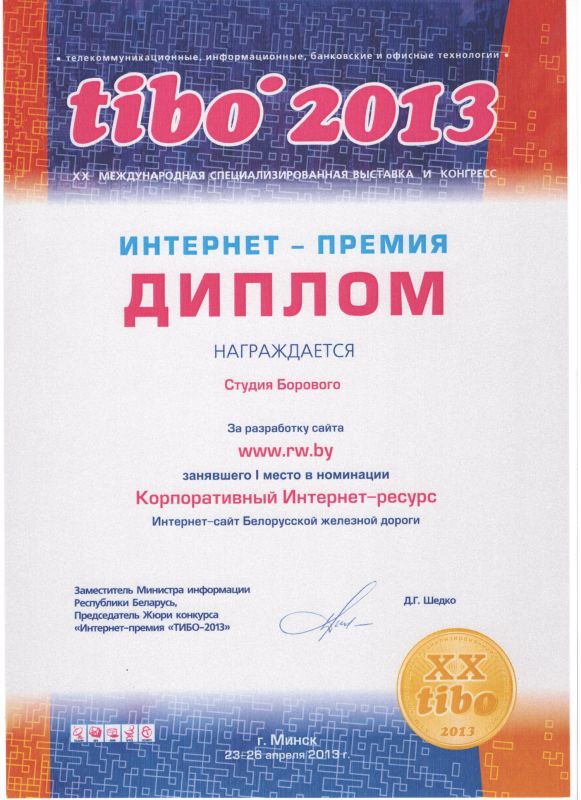 • телекоммуникационные, информационные, банковские и офисные технологии •
tibo 2013
XX МЕЖДУНАРОДНАЯ СПЕЦИАЛИЗИРОВАННАЯ ВЫСТАВКА И КОНГРЕСС
ИНТЕРНЕТ – ПРЕМИЯ
ДИПЛОМ
НАГРАЖДАЕТСЯ
Студия Борового
За разработку сайта
www.rw.by
занявшего I место в номинации
Корпоративный Интернет–ресурс
Интернет–сайт Белорусской железной дороги
Заместитель Министра информации
Республики Беларусь,
Председатель Жюри конкурса
«Интернет–премия «ТИБО–2013»
Д.Г. Шедко
XX
tibo
2013
г. Минск
23–26 апреля 2013 г.